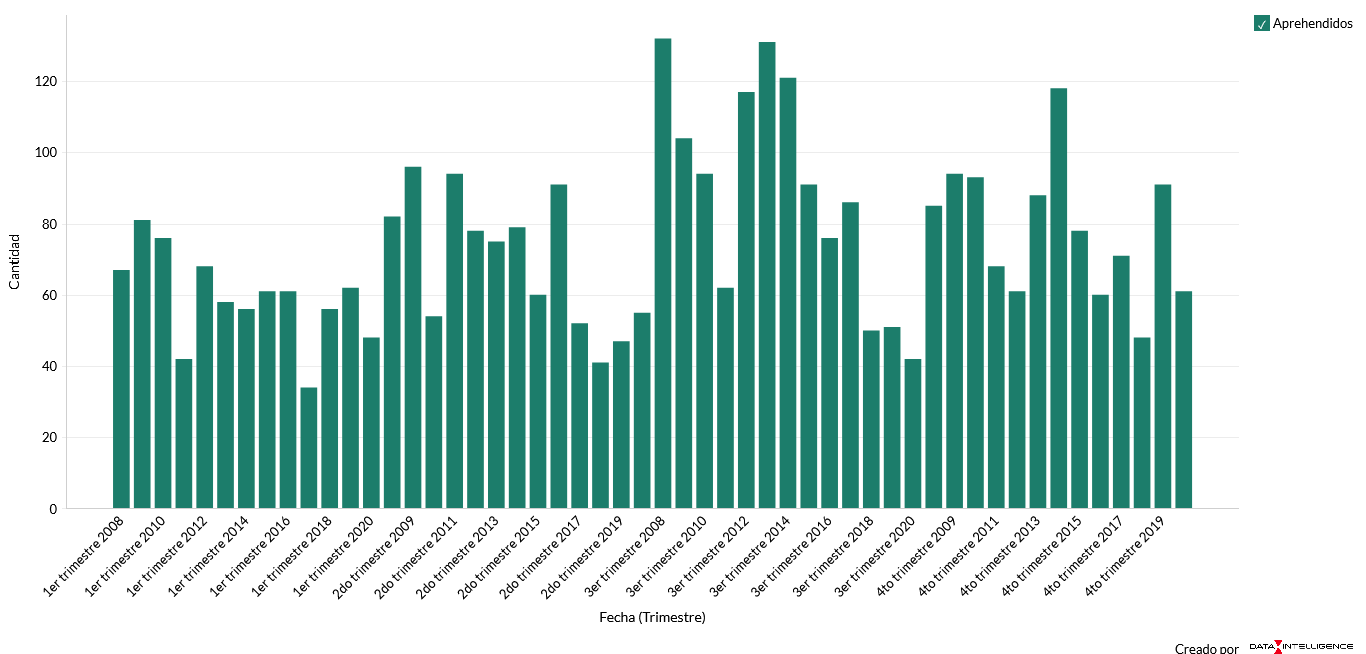 Aprehendidos
Cantidad
120
100
80
60
40
20
0
1er trimestre 2008
1er trimestre 2010
1er trimestre 2012
1er trimestre 2014
1er trimestre 2016
1er trimestre 2018
1er trimestre 2020
2do trimestre 2009
2do trimestre 2011
2do trimestre 2013
2do trimestre 2015
2do trimestre 2017
2do trimestre 2019
3er trimestre 2008
3er trimestre 2010
3er trimestre 2012
3er trimestre 2014
3er trimestre 2016
3er trimestre 2018
3er trimestre 2020
4to trimestre 2009
4to trimestre 2011
4to trimestre 2013
4to trimestre 2015
4to trimestre 2017
4to trimestre 2019
Fecha (Trimestre)
Creado por DATA INTELLIGENCE